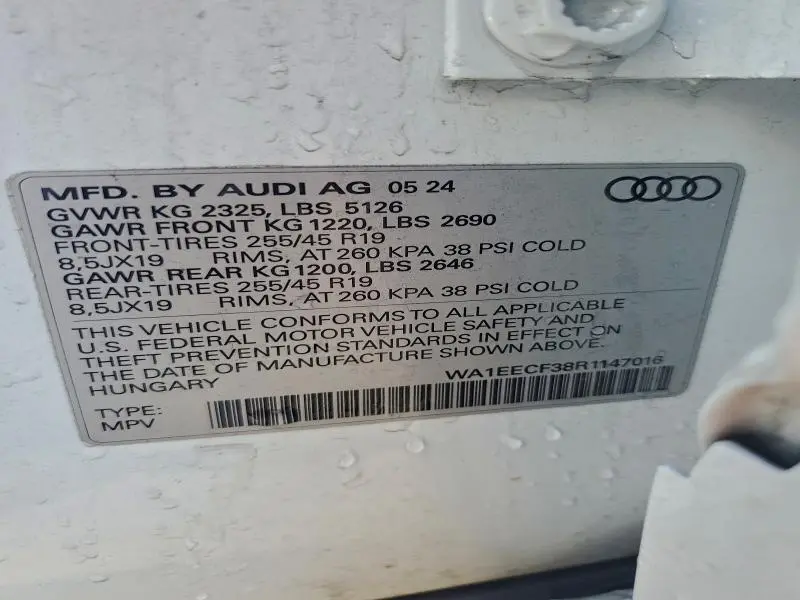 MFD. BY AUDI AG 05 24
GVWR KG 2325, LBS 5126
GAWR FRONT KG 1220, LBS 2690
FRONT-TIRES 255/45 R19
8,5JX19 RIMS, AT 260 KPA 38 PSI COLD
GAWR REAR KG 1200, LBS 2646
REAR-TIRES 255/45 R19
8,5JX19 RIMS, AT 260 KPA 38 PSI COLD
THIS VEHICLE CONFORMS TO ALL APPLICABLE
U.S. FEDERAL MOTOR VEHICLE SAFETY AND
THEFT PREVENTION STANDARDS IN EFFECT ON
THE DATE OF MANUFACTURE SHOWN ABOVE.
HUNGARY WA1EECF38R1147016
TYPE:
MPV